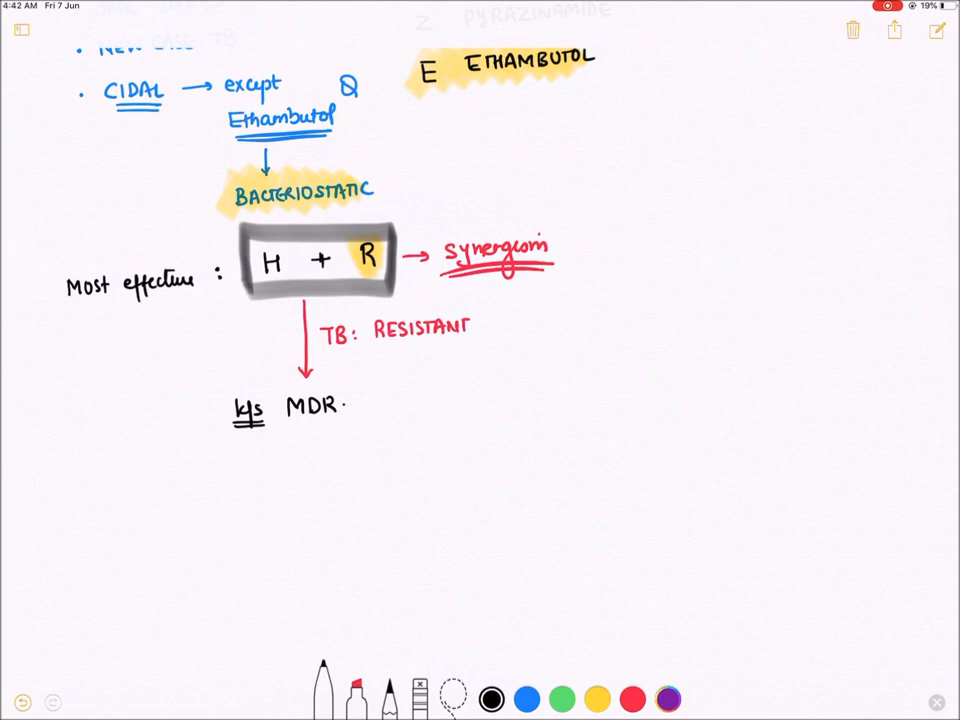 4:42 AM Fri 7 Jun
19%
Z PYRAZINAMIDE
E ETHAMBUTOL
• CIDAL → except Q
Ethambutol
↓
BACTERIOSTATIC
Most effective : H + R → Synergism
TB: RESISTANT
k/s MDR.